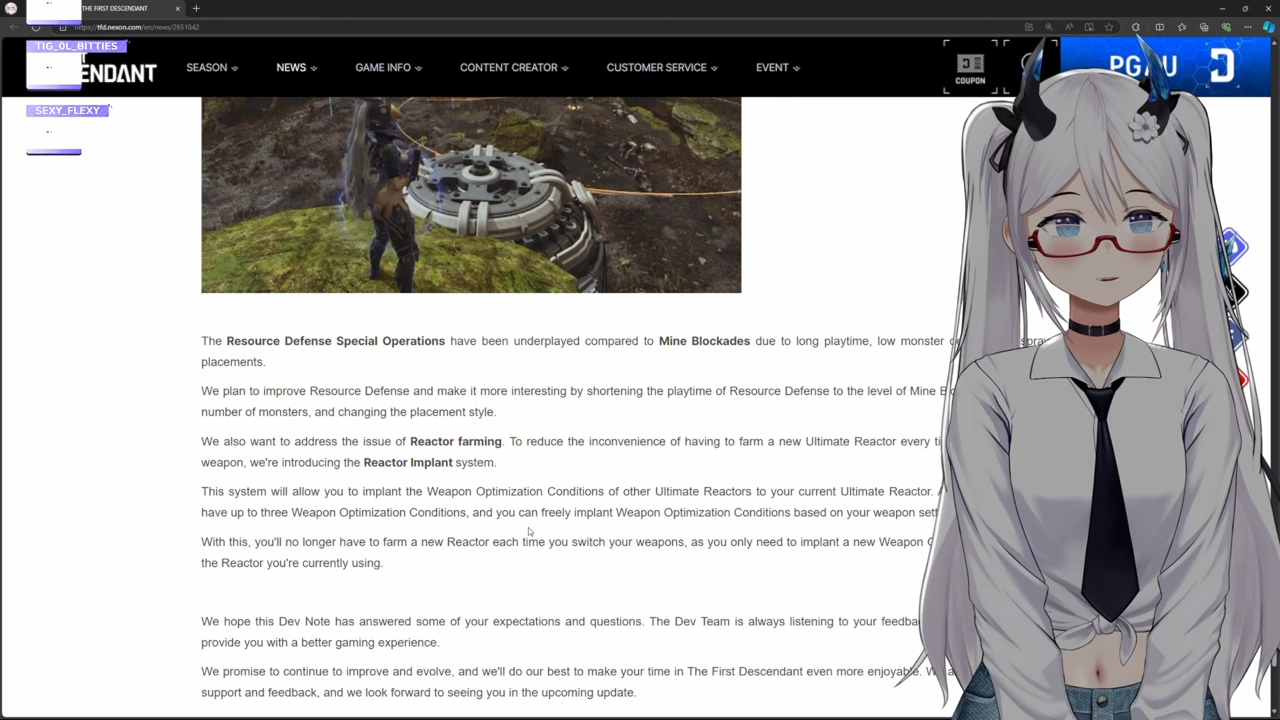 THE FIRST DESCENDANT
https://tfd.nexon.com/en/news/2651042
TIG_OL_BITTIES
ENDANT
SEASON NEWS GAME INFO CONTENT CREATOR CUSTOMER SERVICE EVENT
COUPON
SEXY_FLEXY
The Resource Defense Special Operations have been underplayed compared to Mine Blockades due to long playtime, low monster
placements.
We plan to improve Resource Defense and make it more interesting by shortening the playtime of Resource Defense to the level of Mine
number of monsters, and changing the placement style.
We also want to address the issue of Reactor farming. To reduce the inconvenience of having to farm a new Ultimate Reactor every
weapon, we're introducing the Reactor Implant system.
This system will allow you to implant the Weapon Optimization Conditions of other Ultimate Reactors to your current Ultimate Reactor.
have up to three Weapon Optimization Conditions, and you can freely implant Weapon Optimization Conditions based on your weapon
With this, you'll no longer have to farm a new Reactor each time you switch your weapons, as you only need to implant a new Weapon
the Reactor you're currently using.
We hope this Dev Note has answered some of your expectations and questions. The Dev Team is always listening to your
provide you with a better gaming experience.
We promise to continue to improve and evolve, and we'll do our best to make your time in The First Descendant even more enjoyable.
support and feedback, and we look forward to seeing you in the upcoming update.